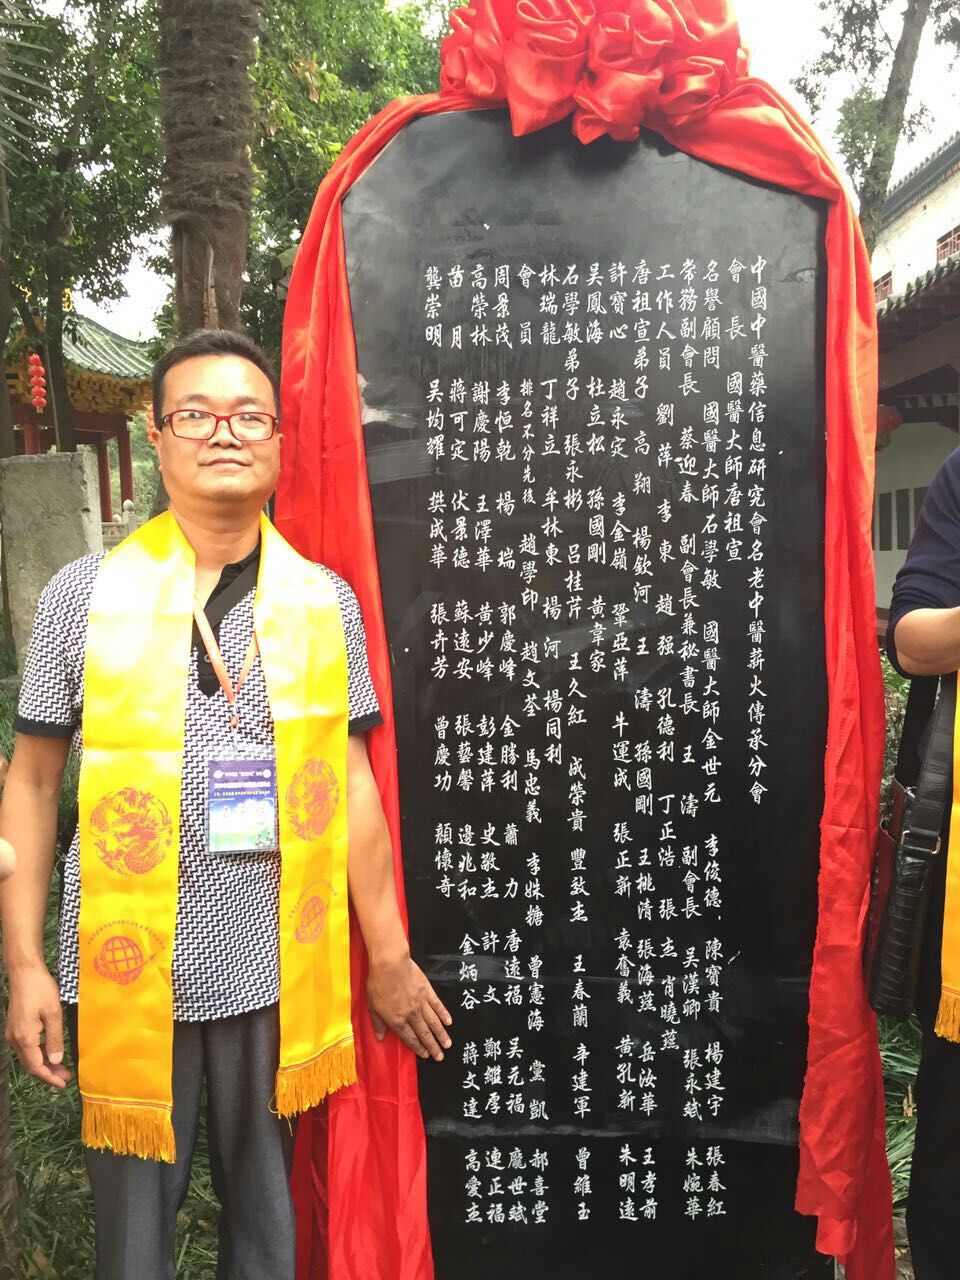 中國中醫藥信息研究會名老中醫薪火傳承分會
會 長 國醫大師唐祖宣
名譽顧問 國醫大師石學敏 國醫大師金世元 李俊德 陳寶貴 楊建宇 張春紅
常務副會長 蔡迎春 副會長兼秘書長 王濤 副會長 吴漢卿 張永斌 朱婉華
工作人員 劉萍 李東 趙强 孔德利 丁正浩 張杰 肖曉燕
唐祖宣弟子 高翔 楊欽河 王濤 孫國剛 王桃清 張海燕 岳汝華 王孝前
許寶心 趙永定 李金嶺 鞏亞萍 牛運成 張正新 袁奮義 黄孔新 朱明遠
吴鳳海 杜立松 孫國剛 黄韋家
石學敏弟子 張永彬 吕桂芹 王久紅 成榮貴 豐效杰 王春蘭 辛建軍 曾維玉
林瑞龍 丁祥立 牟林東 楊河 楊同利
會 員 排名不分先後 趙學印 趙文荃 馬忠義 李姝糖 曾憲海 党凱 郝喜堂
周景茂 李恒乾 楊瑞 郭慶峰 金勝利 蕭力 唐遠福 吴元福 龐世斌
高榮林 謝慶陽 王澤華 黄少峰 彭建萍 史敬杰 許文 鄭繼厚 連正福
苗月 蔣可定 伏景德 蘇遠安 張藝馨 邊兆和 金炳谷 蔣文達 高愛杰
龔崇明 吴均耀 樊成華 張卉芳 曾慶功 顔懷奇